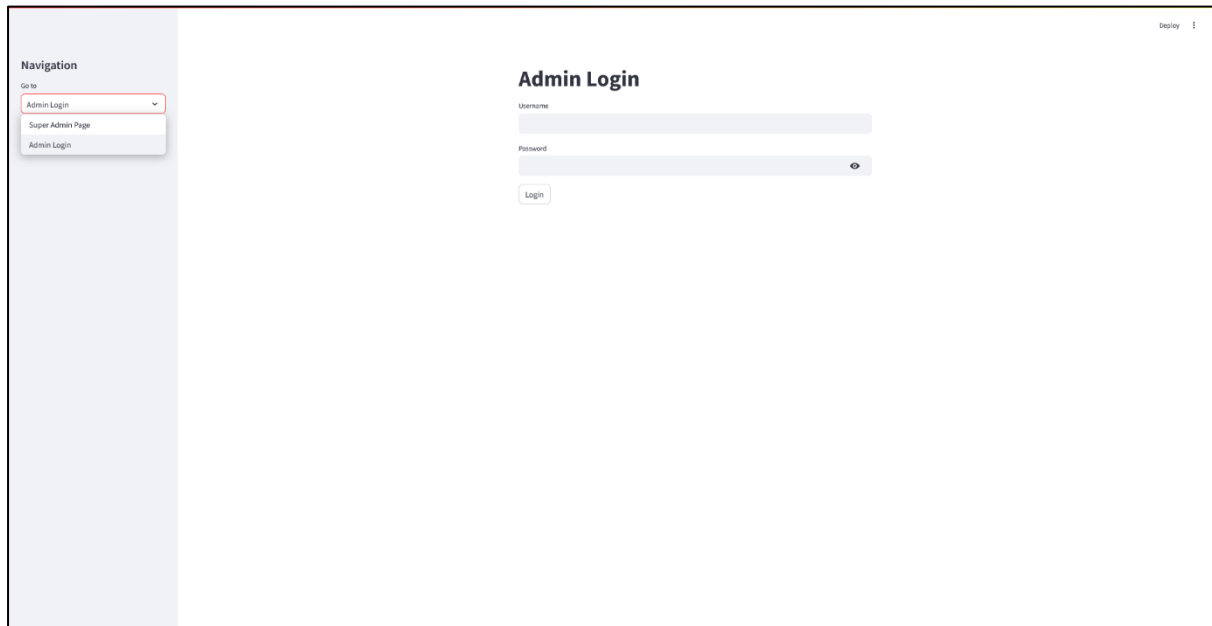 Deploy
Navigation
Go to
Admin Login
Super Admin Page
Admin Login
Admin Login
Username
Password
Login